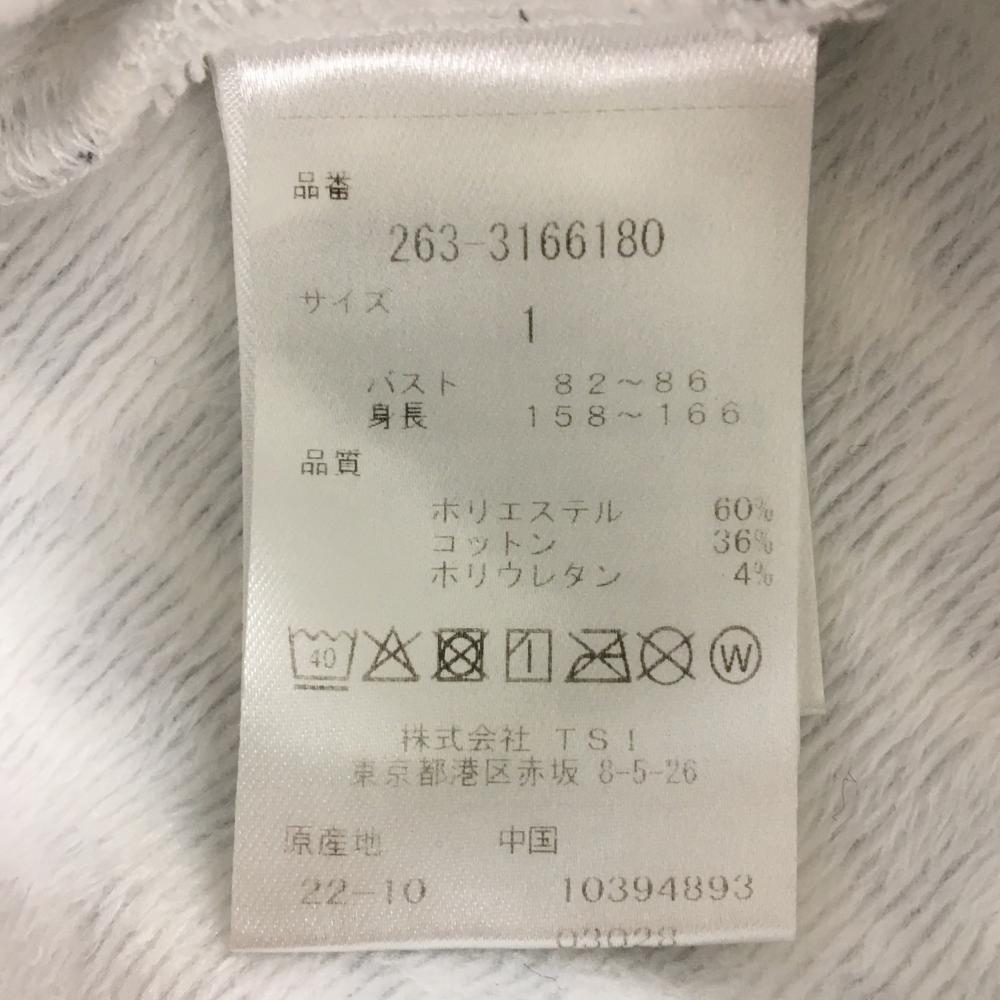 品番
263-3166180
サイズ
1
バスト 82~86
身長 158~166
品質
ポリエステル 60%
コットン 36%
ポリウレタン 4%
40
W
株式会社 TSI
東京都港区赤坂 8-5-26
原産地 中国
22-10 10394893
03028